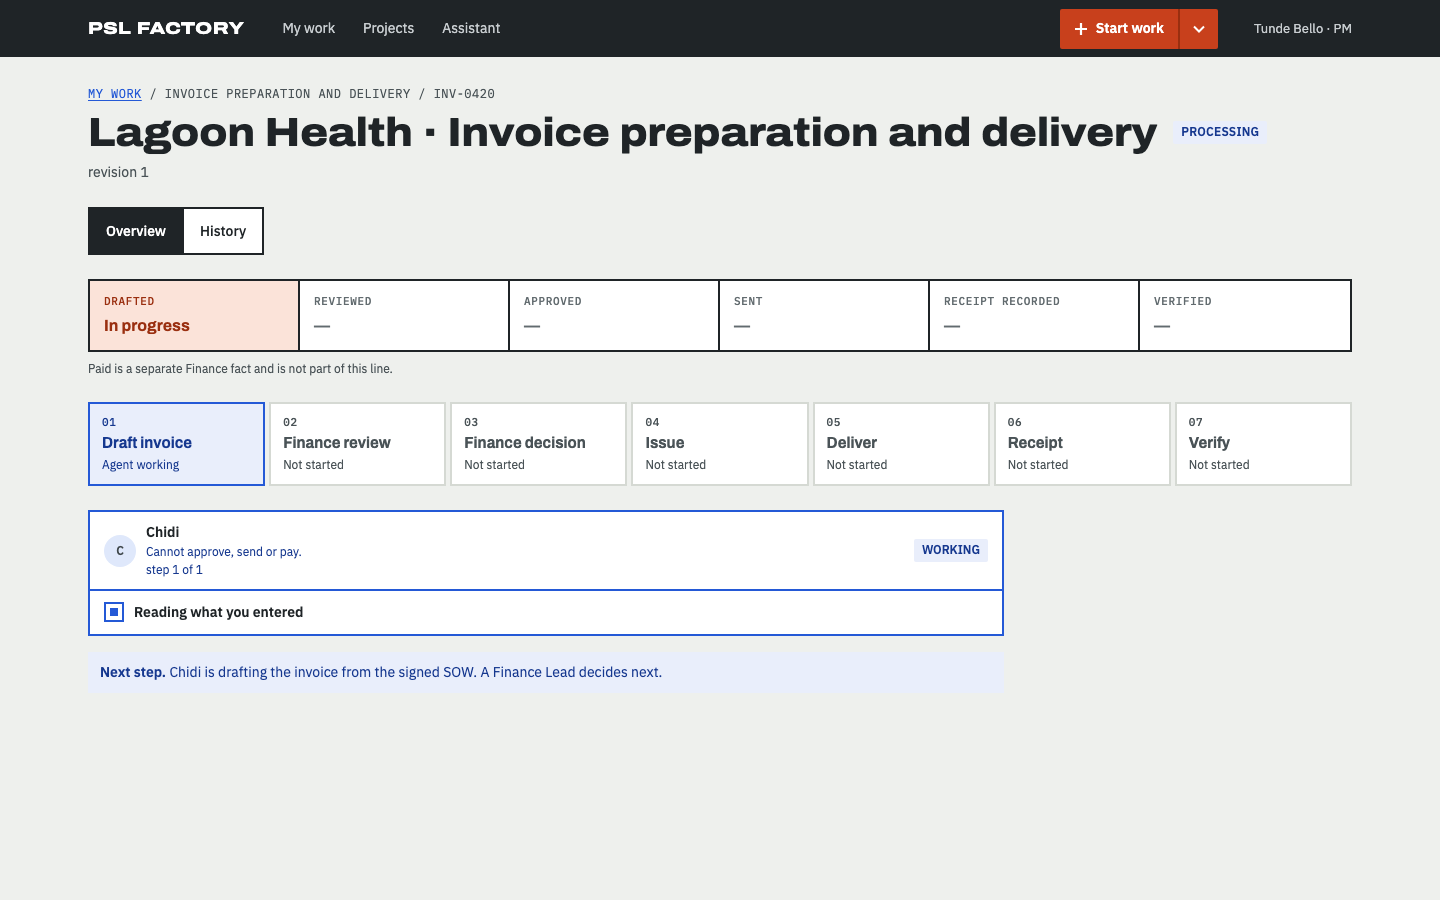 PSL FACTORY My work Projects Assistant Start work Tunde Bello · PM
MY WORK / INVOICE PREPARATION AND DELIVERY / INV-0420
Lagoon Health · Invoice preparation and delivery PROCESSING
revision 1
Overview History
DRAFTED REVIEWED APPROVED SENT RECEIPT RECORDED VERIFIED
In progress — — — — —
Paid is a separate Finance fact and is not part of this line.
01 02 03 04 05 06 07
Draft invoice Finance review Finance decision Issue Deliver Receipt Verify
Agent working Not started Not started Not started Not started Not started Not started
Chidi
C Cannot approve, send or pay. WORKING
step 1 of 1
Reading what you entered
Next step. Chidi is drafting the invoice from the signed SOW. A Finance Lead decides next.